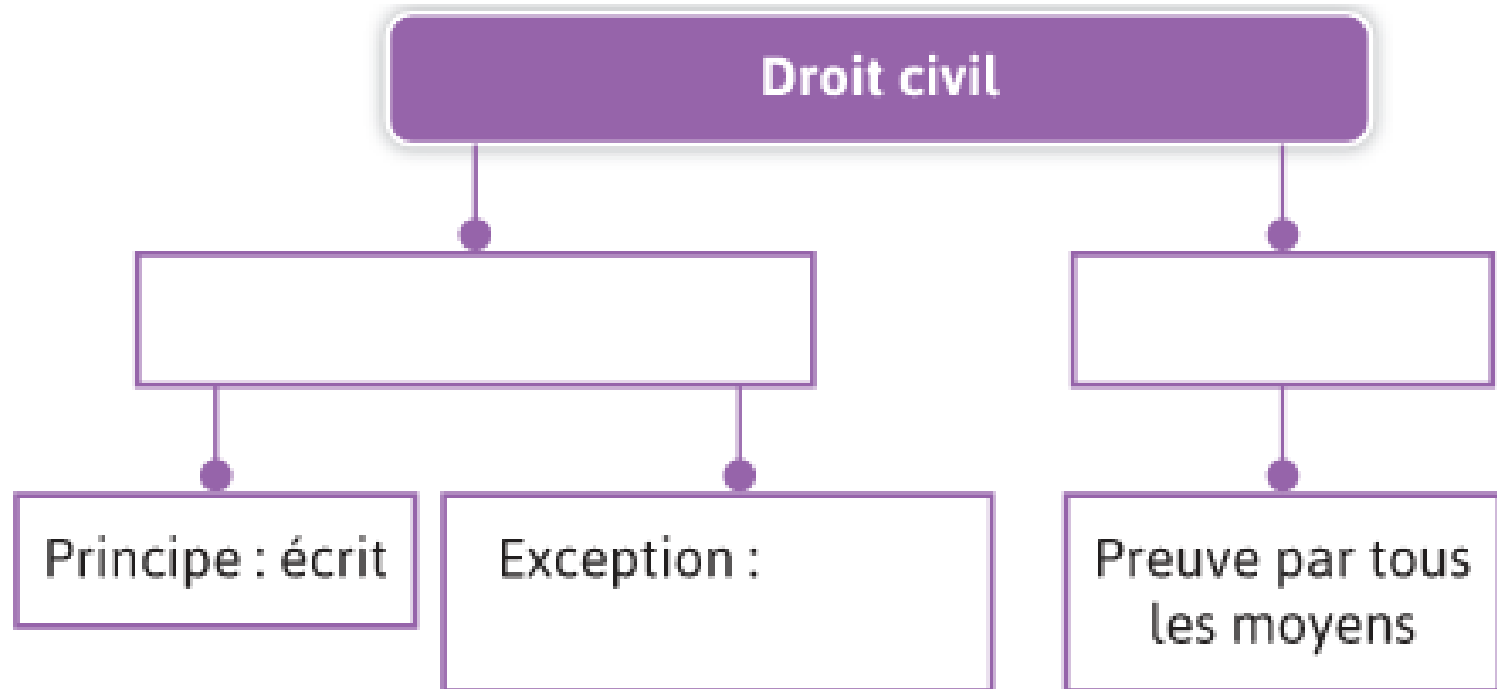 Droit civil
Principe : écrit
Exception :
Preuve par tous
les moyens